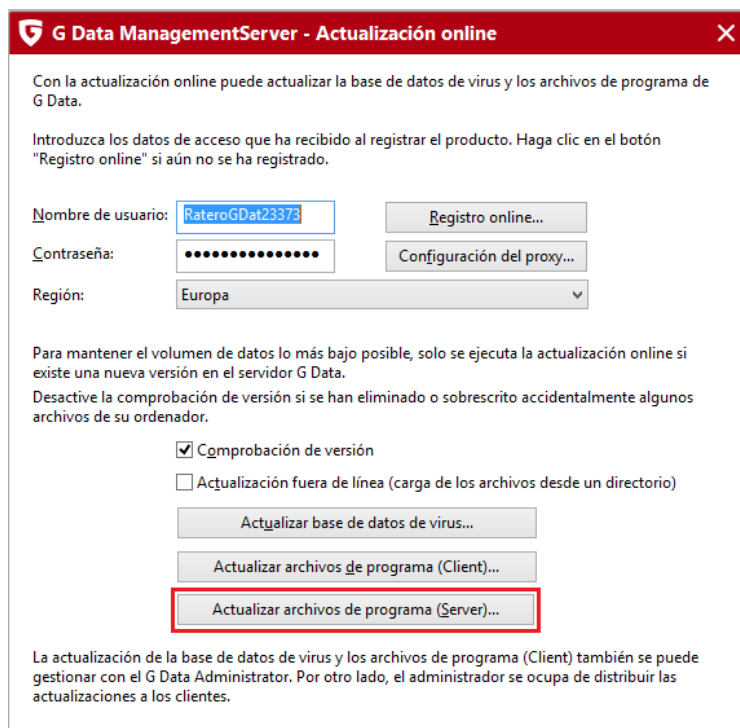 G Data ManagementServer - Actualización online
Con la actualización online puede actualizar la base de datos de virus y los archivos de programa de
G Data.
Introduzca los datos de acceso que ha recibido al registrar el producto. Haga clic en el botón
"Registro online" si aún no se ha registrado.
Nombre de usuario: RateroGDat23373 Registro online...
Contraseña: ●●●●●●●●●●●●●●● Configuración del proxy...
Región: Europa
Para mantener el volumen de datos lo más bajo posible, solo se ejecuta la actualización online si
existe una nueva versión en el servidor G Data.
Desactive la comprobación de versión si se han eliminado o sobrescrito accidentalmente algunos
archivos de su ordenador.
Comprobación de versión
Actualización fuera de línea (carga de los archivos desde un directorio)
Actualizar base de datos de virus...
Actualizar archivos de programa (Client)...
Actualizar archivos de programa (Server)...
La actualización de la base de datos de virus y los archivos de programa (Client) también se puede
gestionar con el G Data Administrator. Por otro lado, el administrador se ocupa de distribuir las
actualizaciones a los clientes.